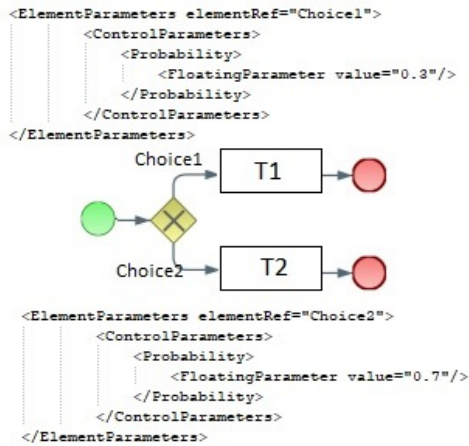 <ElementParameters elementRef="Choice1">
<ControlParameters>
<Probability>
<FloatingParameter value="0.3"/>
</Probability>
</ControlParameters>
</ElementParameters>
Choice1
T1
Choice2
T2
<ElementParameters elementRef="Choice2">
<ControlParameters>
<Probability>
<FloatingParameter value="0.7"/>
</Probability>
</ControlParameters>
</ElementParameters>